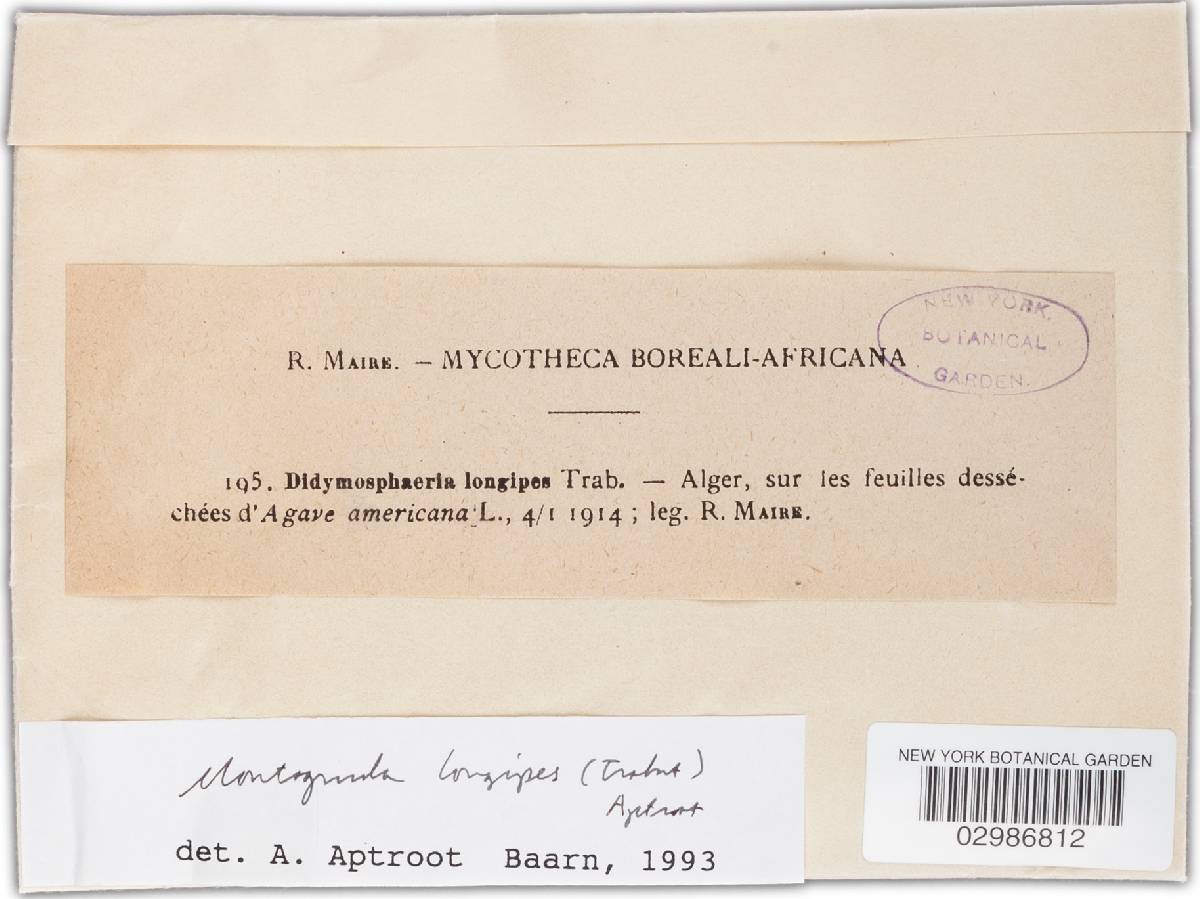 NEW YORK
BOTANICAL
GARDEN.
R. MAIRE. — MYCOTHECA BOREALI-AFRICANA
195. Didymosphaeria longipes Trab. — Alger, sur les feuilles dessé-
chées d'Agave americana L., 4/1 1914 ; leg. R. MAIRE.
Montagnula longipes (Trabut)
Aptroot
det. A. Aptroot Baarn, 1993
NEW YORK BOTANICAL GARDEN
02986812